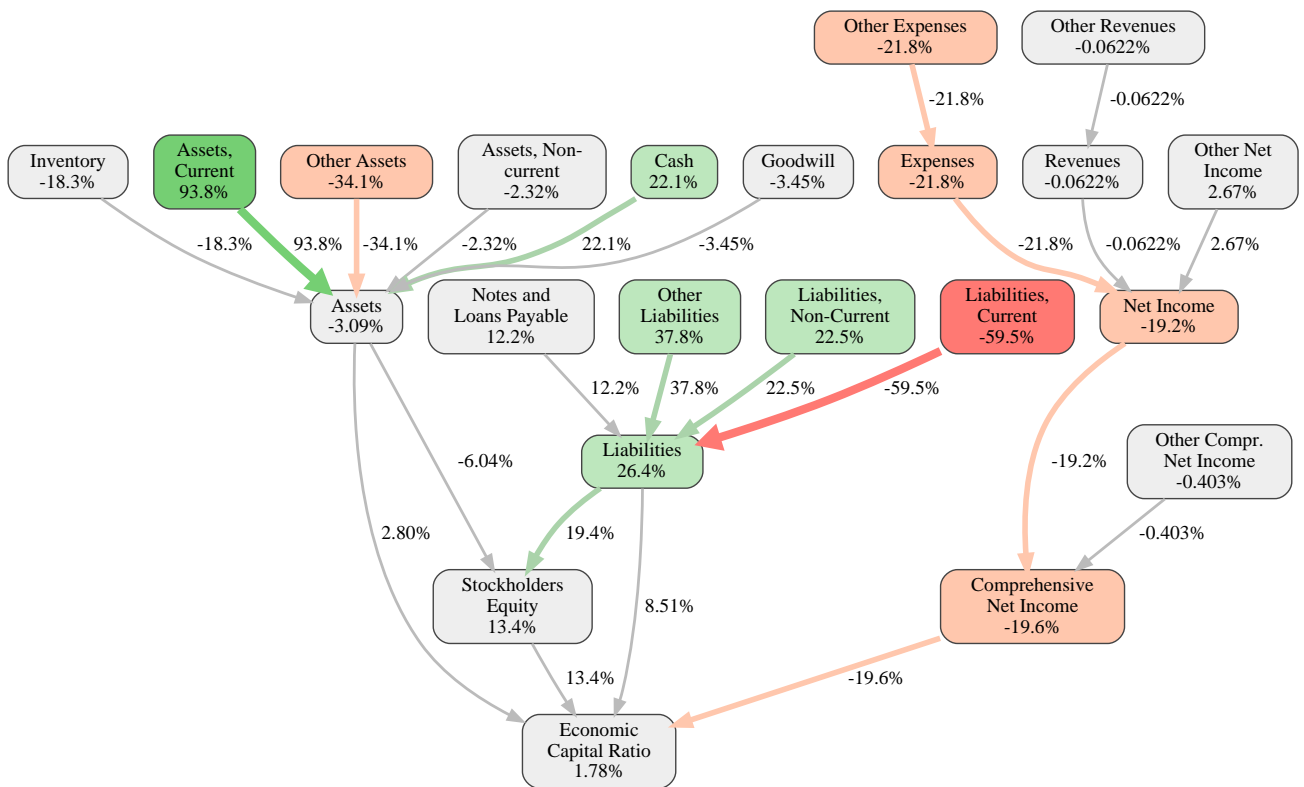 Other Expenses
-21.8%
Other Revenues
-0.0622%
-21.8%
-0.0622%
Inventory
-18.3%
Assets,
Current
93.8%
Other Assets
-34.1%
Assets, Non-
current
-2.32%
Cash
22.1%
Goodwill
-3.45%
Expenses
-21.8%
Revenues
-0.0622%
Other Net
Income
2.67%
-18.3%
93.8%
-34.1%
-2.32%
22.1%
-3.45%
-21.8%
-0.0622%
2.67%
Assets
-3.09%
Notes and
Loans Payable
12.2%
Other
Liabilities
37.8%
Liabilities,
Non-Current
22.5%
Liabilities,
Current
-59.5%
Net Income
-19.2%
12.2%
37.8%
22.5%
-59.5%
-6.04%
Liabilities
26.4%
-19.2%
Other Compr.
Net Income
-0.403%
2.80%
19.4%
-0.403%
Stockholders
Equity
13.4%
8.51%
Comprehensive
Net Income
-19.6%
13.4%
-19.6%
Economic
Capital Ratio
1.78%